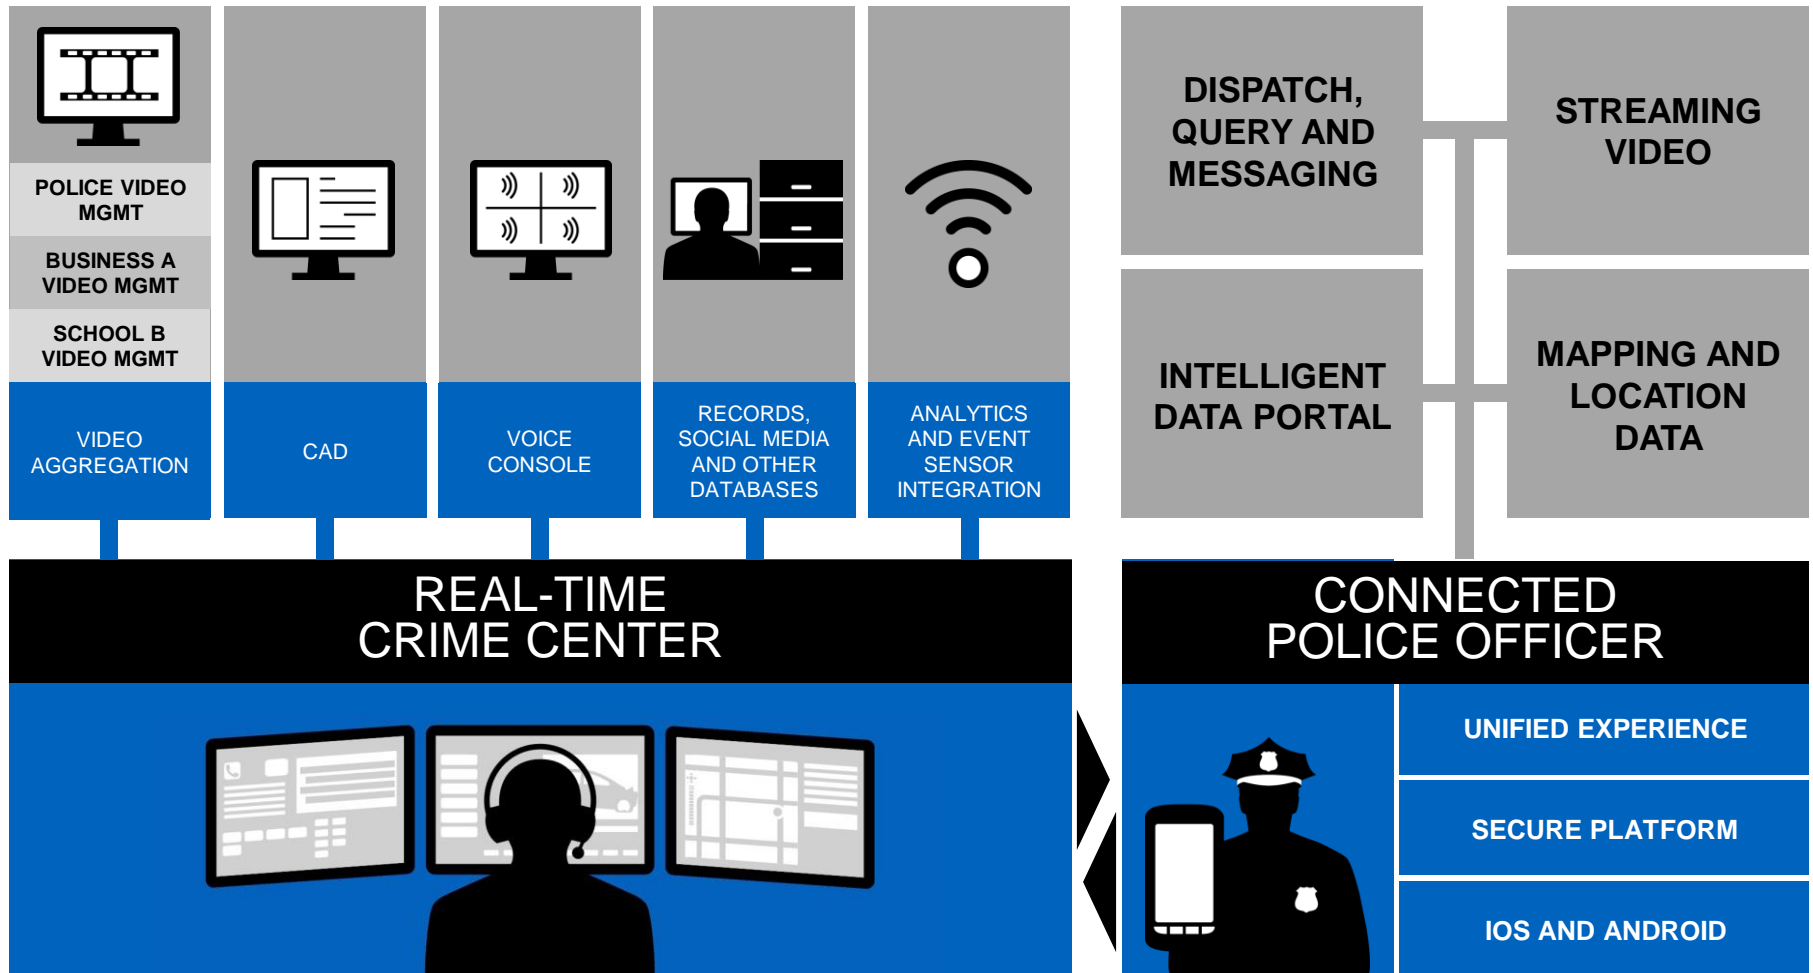 POLICE VIDEO
MGMT
BUSINESS A
VIDEO MGMT
SCHOOL B
VIDEO MGMT
VIDEO
AGGREGATION
CAD
VOICE
CONSOLE
RECORDS,
SOCIAL MEDIA
AND OTHER
DATABASES
ANALYTICS
AND EVENT
SENSOR
INTEGRATION
REAL-TIME
CRIME CENTER
DISPATCH,
QUERY AND
MESSAGING
STREAMING
VIDEO
INTELLIGENT
DATA PORTAL
MAPPING AND
LOCATION
DATA
CONNECTED
POLICE OFFICER
UNIFIED EXPERIENCE
SECURE PLATFORM
IOS AND ANDROID